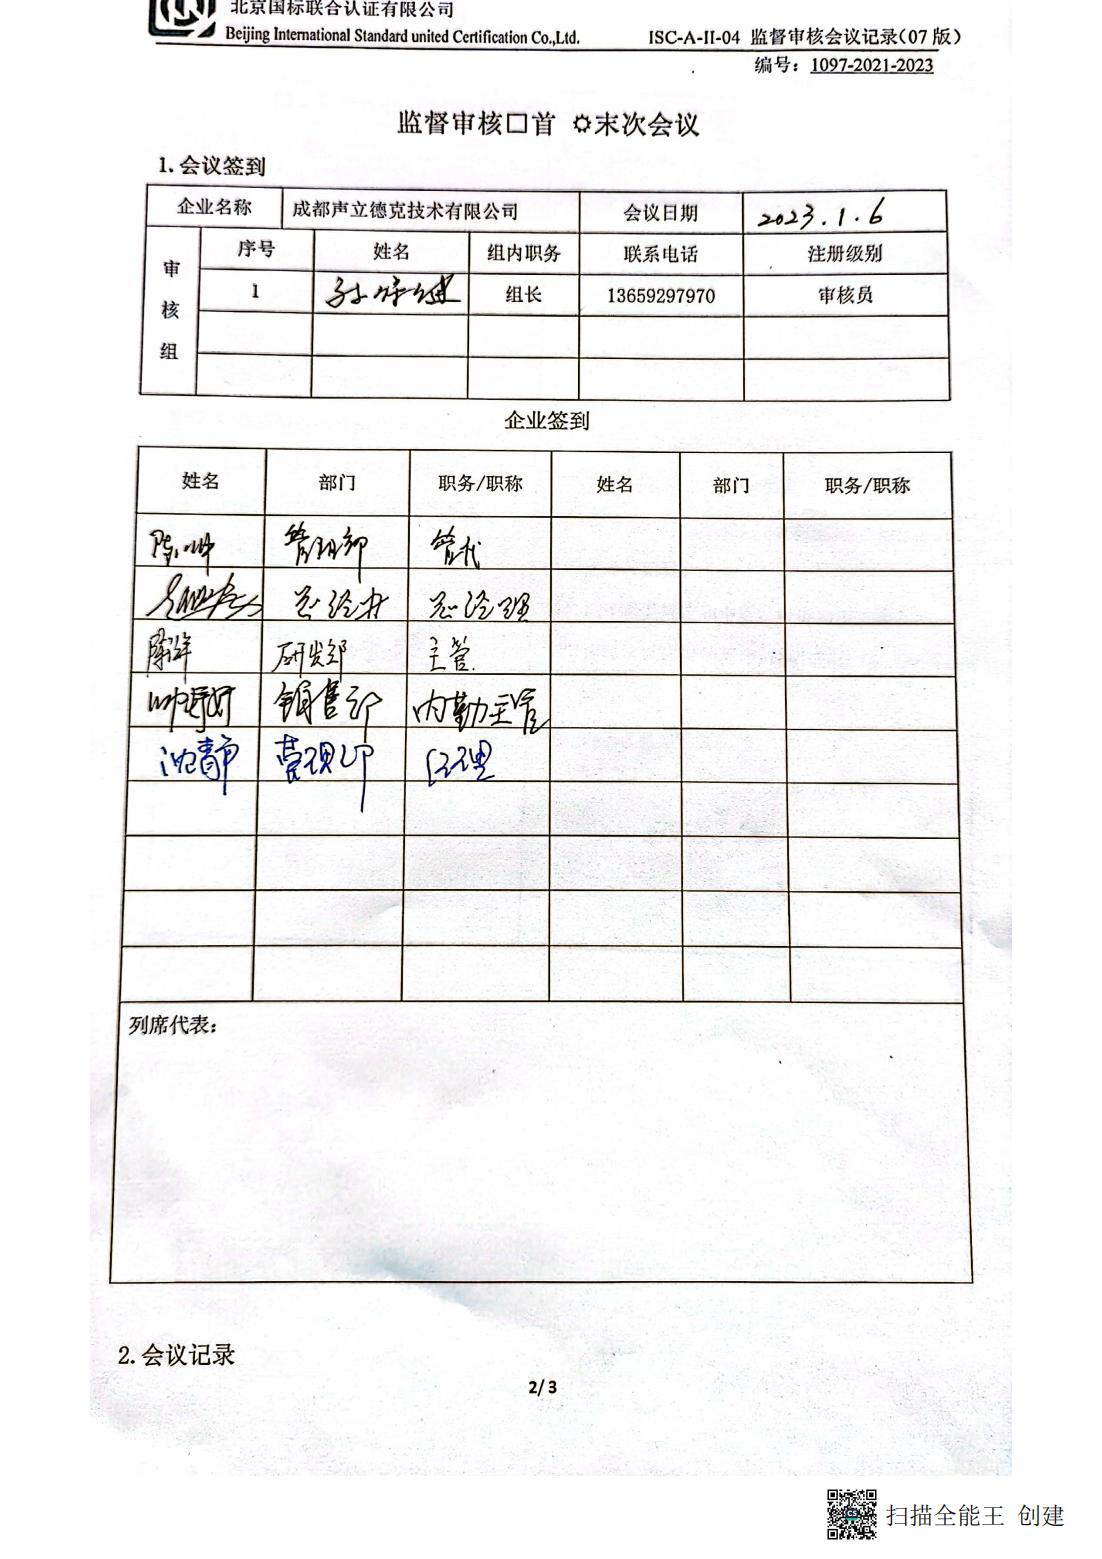 北京国标联合认证有限公司
Beijing International Standard united Certification Co.,Ltd. ISC-A-II-04 监督审核会议记录(07 版)
编号：1097-2021-2023
监督审核□首 ✿末次会议
1.会议签到
企业名称 成都声立德克技术有限公司 会议日期 2023.1.6
审核组 序号 姓名 组内职务 联系电话 注册级别
1 组长 13659297970 审核员
企业签到
姓名 部门 职务/职称 姓名 部门 职务/职称
陈坤 管理部 管代
总经办 总经理
陈洋 研发部 主管
销售部 内勤主管
沈青 经理
列席代表：
2.会议记录
2/3
扫描全能王 创建